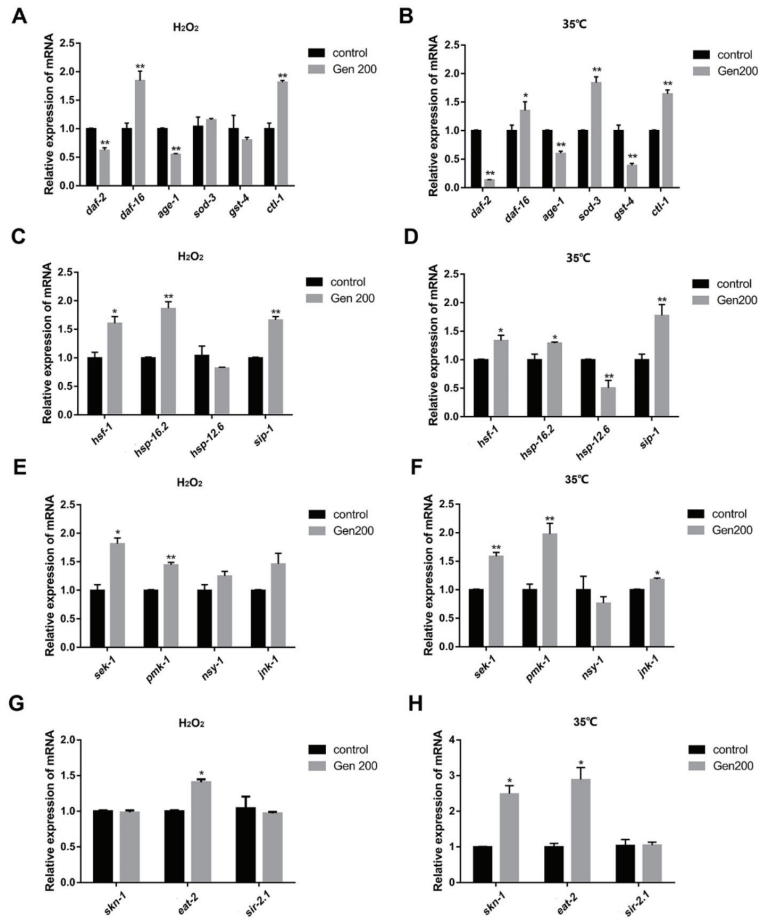 A
H₂O₂
Relative expression of mRNA
2.5
2.0
1.5
1.0
0.5
0.0
** ** ** **
control
Gen 200
daf-2 daf-16 age-1 sod-3 gst-4 ctl-1
B
35℃
Relative expression of mRNA
2.5
2.0
1.5
1.0
0.5
0.0
** * ** ** ** **
control
Gen200
daf-2 daf-16 age-1 sod-3 gst-4 ctl-1
C
H₂O₂
Relative expression of mRNA
2.5
2.0
1.5
1.0
0.5
0.0
* ** **
control
Gen 200
hsf-1 hsp-16.2 hsp-12.6 sip-1
D
35℃
Relative expression of mRNA
2.5
2.0
1.5
1.0
0.5
0.0
* * ** **
control
Gen200
hsf-1 hsp-16.2 hsp-12.6 sip-1
E
H₂O₂
Relative expression of mRNA
2.5
2.0
1.5
1.0
0.5
0.0
* **
control
Gen200
sek-1 pmk-1 nsy-1 jnk-1
F
35℃
Relative expression of mRNA
2.5
2.0
1.5
1.0
0.5
0.0
** ** *
control
Gen200
sek-1 pmk-1 nsy-1 jnk-1
G
H₂O₂
Relative expression of mRNA
2.0
1.5
1.0
0.5
0.0
*
control
Gen 200
skn-1 eat-2 sir-2.1
H
35℃
Relative expression of mRNA
4
3
2
1
0
* *
control
Gen200
skn-1 eat-2 sir-2.1